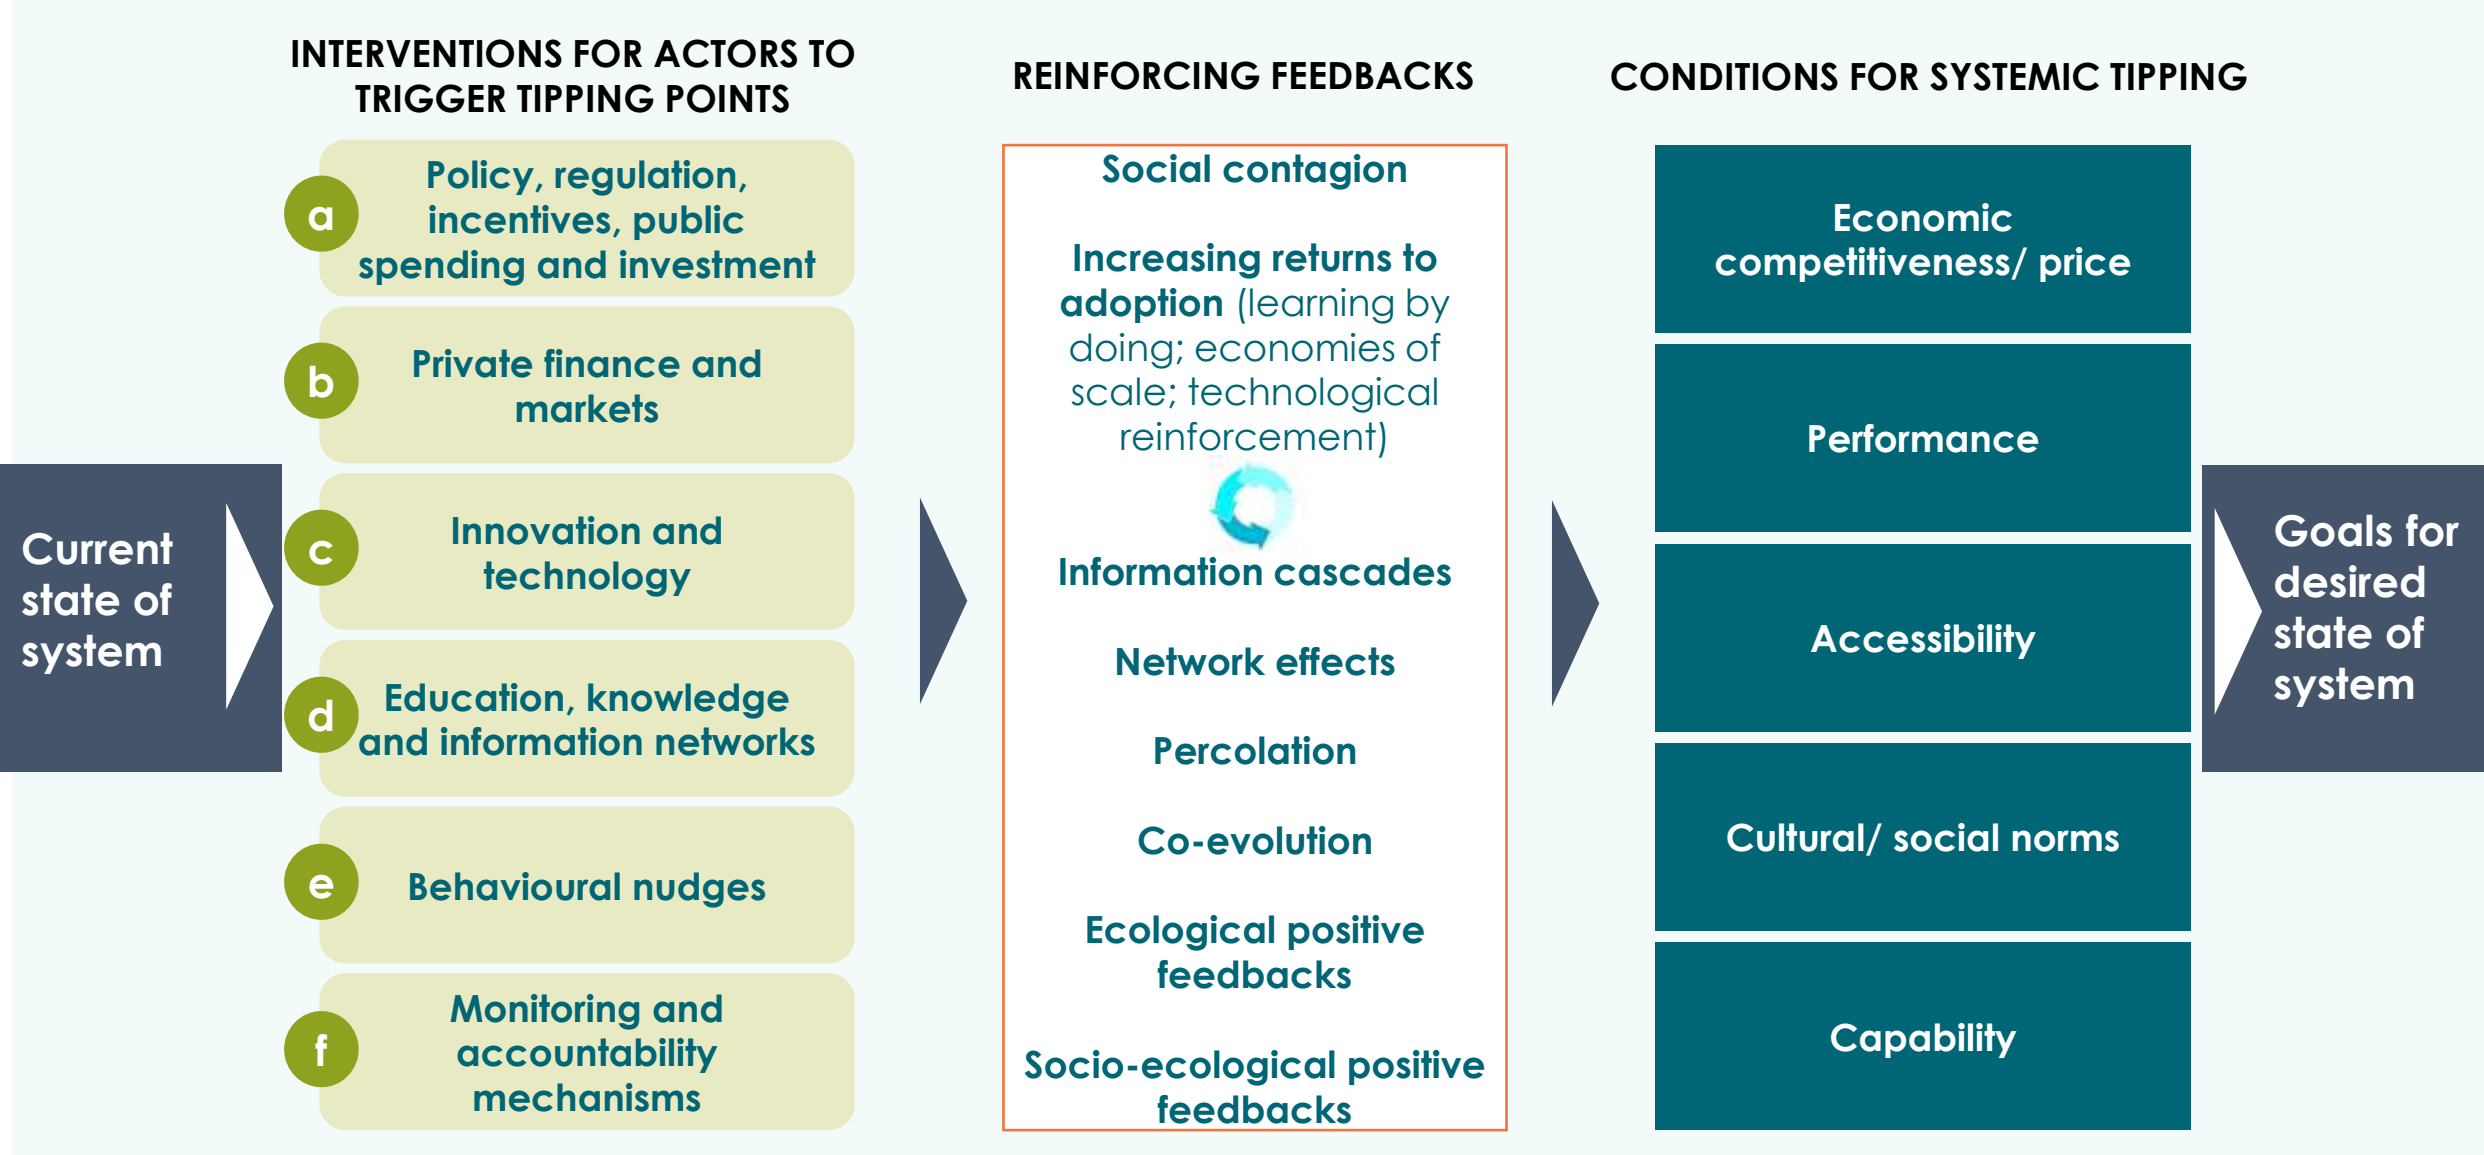 INTERVENTIONS FOR ACTORS TO
TRIGGER TIPPING POINTS
REINFORCING FEEDBACKS
CONDITIONS FOR SYSTEMIC TIPPING
Current
state of
system
a
Policy, regulation,
incentives, public
spending and investment
b
Private finance and
markets
c
Innovation and
technology
d
Education, knowledge
and information networks
e
Behavioural nudges
f
Monitoring and
accountability
mechanisms
Social contagion
Increasing returns to
adoption (learning by
doing; economies of
scale; technological
reinforcement)
Information cascades
Network effects
Percolation
Co-evolution
Ecological positive
feedbacks
Socio-ecological positive
feedbacks
Economic
competitiveness/ price
Performance
Accessibility
Cultural/ social norms
Capability
Goals for
desired
state of
system